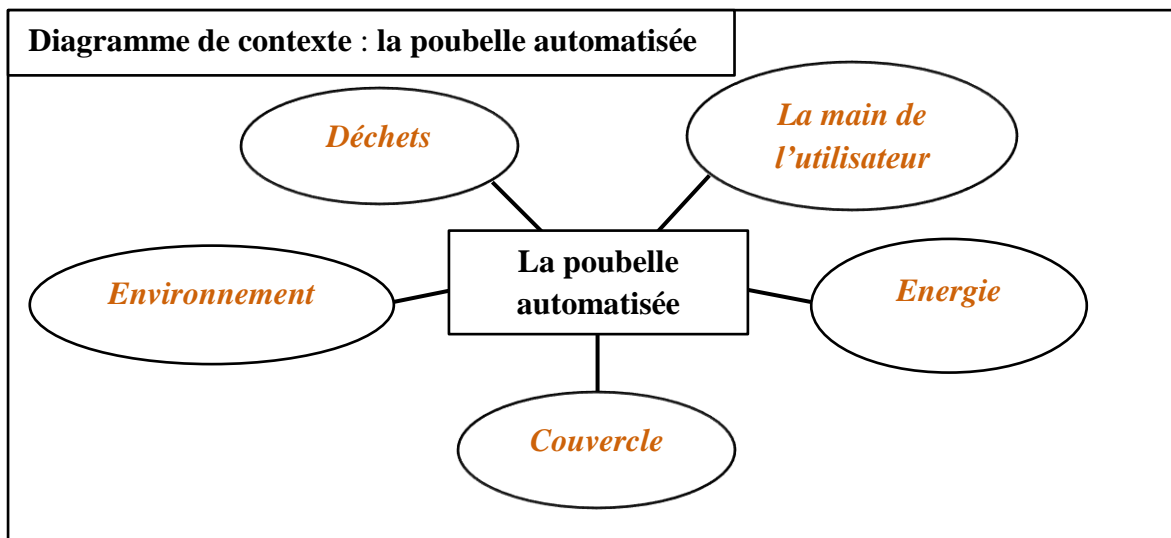 Diagramme de contexte : la poubelle automatisée
Déchets
La main de
l’utilisateur
Environnement
La poubelle
automatisée
Energie
Couvercle